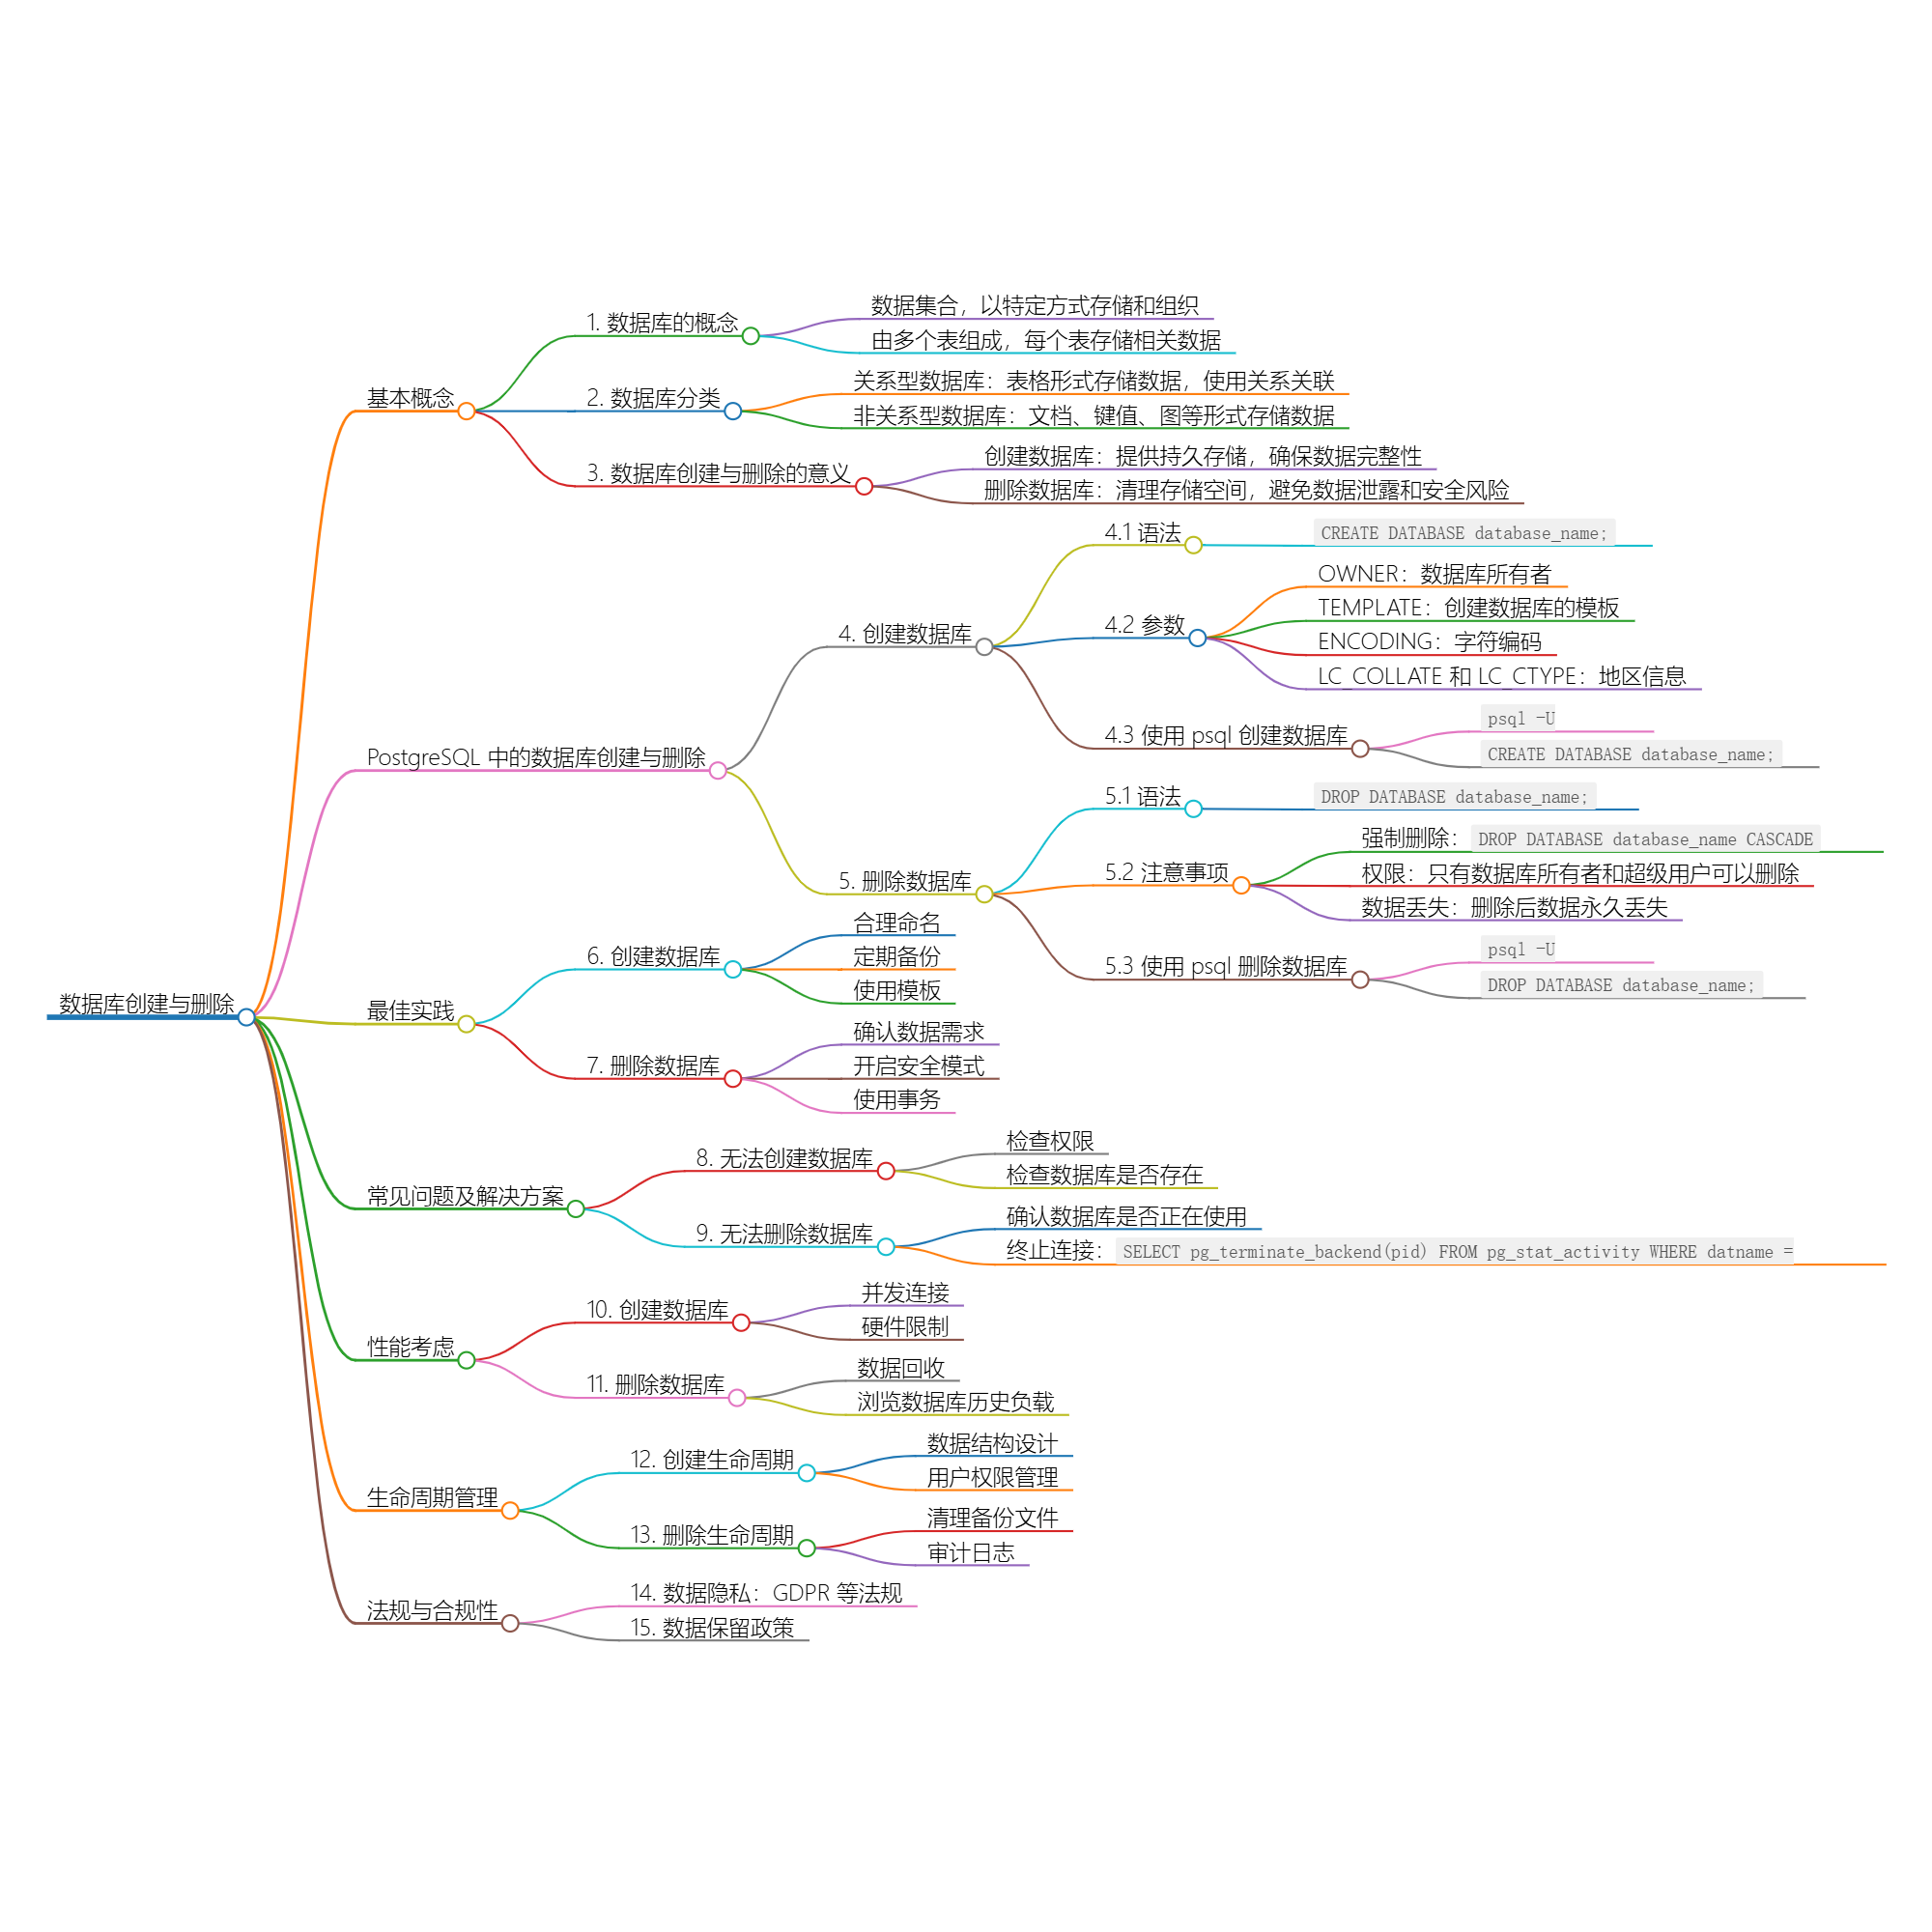 数据库创建与删除
基本概念
1. 数据库的概念
数据集合，以特定方式存储和组织
由多个表组成，每个表存储相关数据
2. 数据库分类
关系型数据库：表格形式存储数据，使用关系关联
非关系型数据库：文档、键值、图等形式存储数据
3. 数据库创建与删除的意义
创建数据库：提供持久存储，确保数据完整性
删除数据库：清理存储空间，避免数据泄露和安全风险
PostgreSQL 中的数据库创建与删除
4. 创建数据库
4.1 语法
CREATE DATABASE database_name;
4.2 参数
OWNER：数据库所有者
TEMPLATE：创建数据库的模板
ENCODING：字符编码
LC_COLLATE 和 LC_CTYPE：地区信息
4.3 使用 psql 创建数据库
psql -U
CREATE DATABASE database_name;
5. 删除数据库
5.1 语法
DROP DATABASE database_name;
5.2 注意事项
强制删除：DROP DATABASE database_name CASCADE
权限：只有数据库所有者和超级用户可以删除
数据丢失：删除后数据永久丢失
5.3 使用 psql 删除数据库
psql -U
DROP DATABASE database_name;
最佳实践
6. 创建数据库
合理命名
定期备份
使用模板
7. 删除数据库
确认数据需求
开启安全模式
使用事务
常见问题及解决方案
8. 无法创建数据库
检查权限
检查数据库是否存在
9. 无法删除数据库
确认数据库是否正在使用
终止连接：SELECT pg_terminate_backend(pid) FROM pg_stat_activity WHERE datname =
性能考虑
10. 创建数据库
并发连接
硬件限制
11. 删除数据库
数据回收
浏览数据库历史负载
生命周期管理
12. 创建生命周期
数据结构设计
用户权限管理
13. 删除生命周期
清理备份文件
审计日志
法规与合规性
14. 数据隐私：GDPR 等法规
15. 数据保留政策